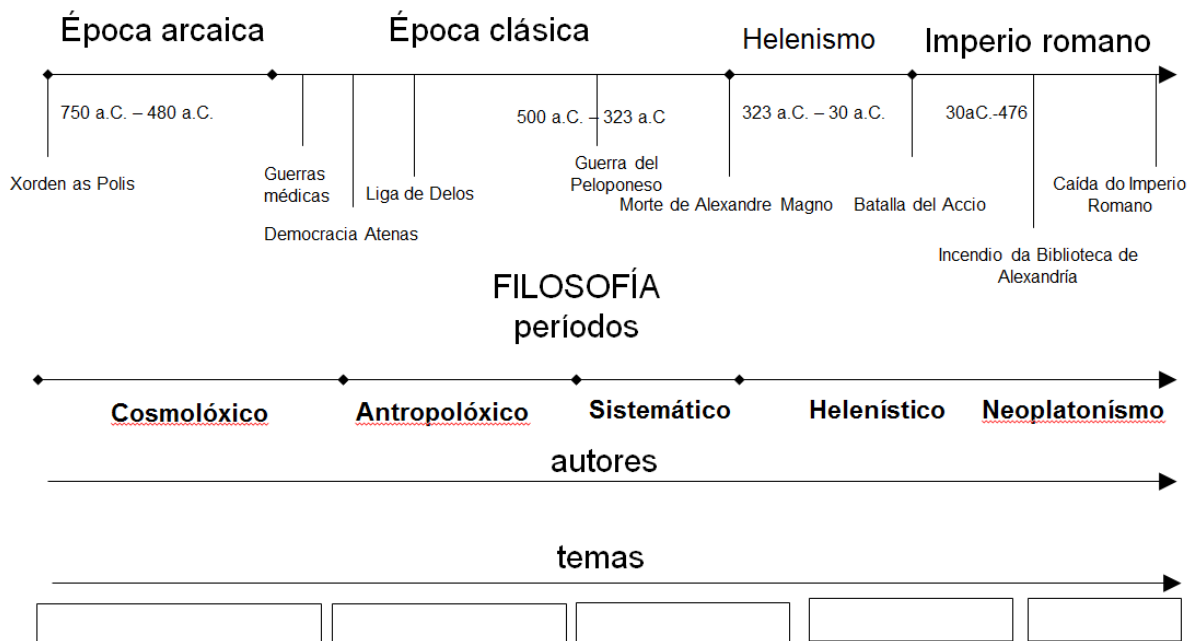 Época arcaica
Época clásica
Helenismo
Imperio romano
750 a.C. – 480 a.C.
500 a.C. – 323 a.C
323 a.C. – 30 a.C.
30aC.-476
Xorden as Polis
Guerras
médicas
Democracia Atenas
Liga de Delos
Guerra del
Peloponeso
Morte de Alexandre Magno
Batalla del Accio
Incendio da Biblioteca de
Alexandría
Caída do Imperio
Romano
FILOSOFÍA
períodos
Cosmolóxico
Antropolóxico
Sistemático
Helenístico
Neoplatonísmo
autores
temas